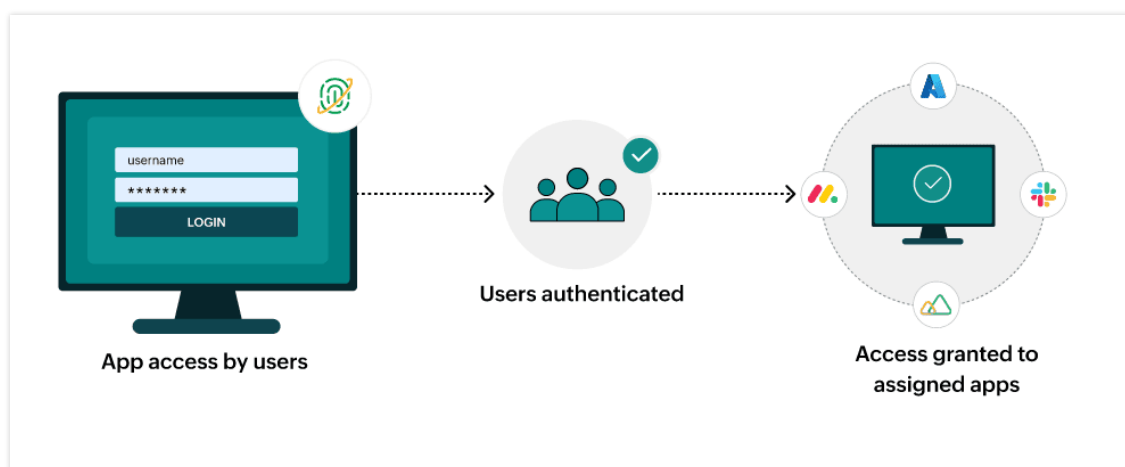 username
*******
LOGIN
App access by users
Users authenticated
Access granted to
assigned apps